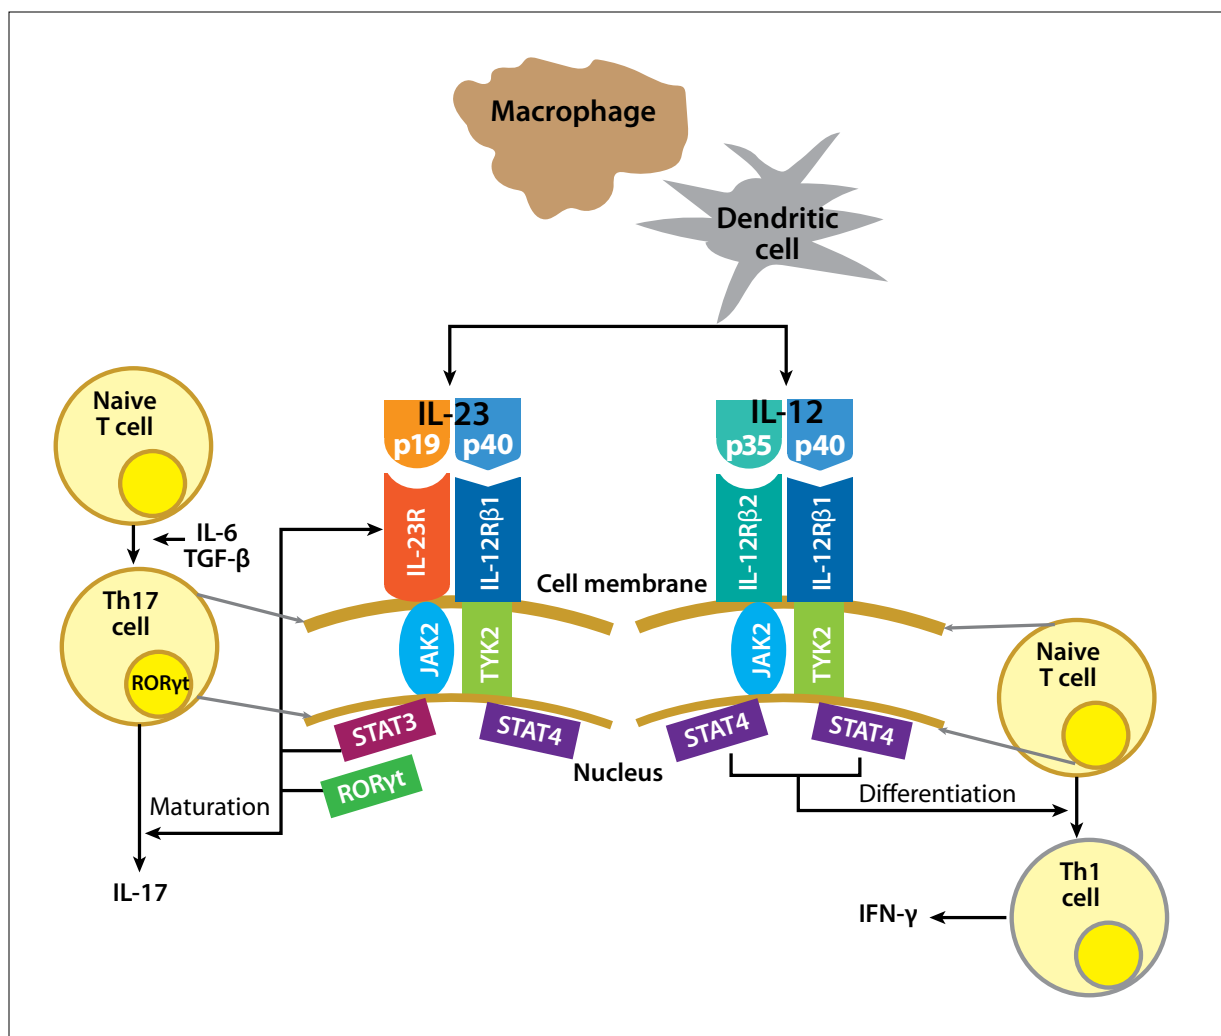 Macrophage
Dendritic
cell
Naive
T cell
IL-23
p19
p40
IL-12
p35
p40
IL-23R
IL-12Rβ1
IL-12Rβ2
IL-12Rβ1
IL-6
TGF-β
Cell membrane
Th17
cell
RORγt
JAK2
TYK2
JAK2
TYK2
Naive
T cell
STAT3
STAT4
STAT4
STAT4
Nucleus
RORγt
Maturation
Differentiation
IL-17
Th1
cell
IFN-γ